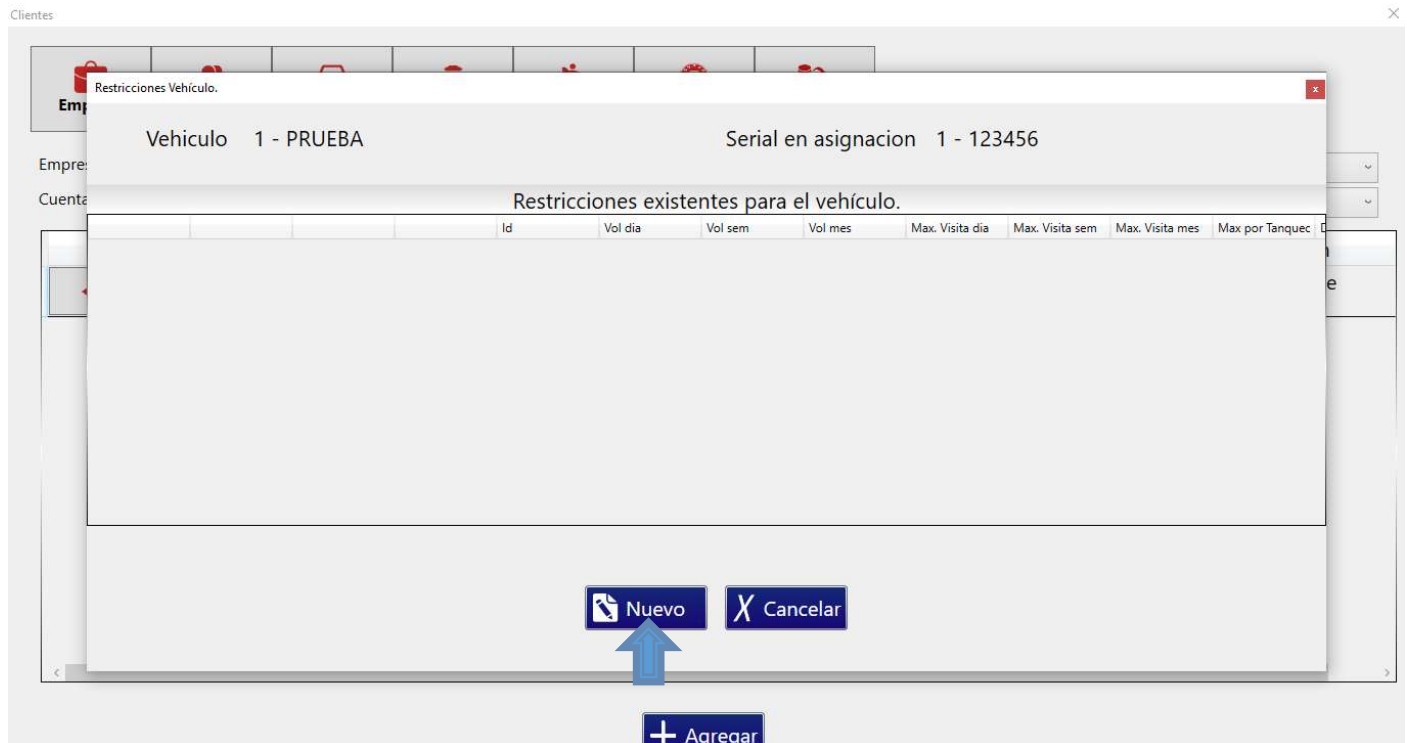 Clientes
Restricciones Vehículo.
x
Emp
Vehiculo 1 - PRUEBA
Serial en asignacion 1 - 123456
Empres
Cuenta
Restricciones existentes para el vehículo.
Id Vol dia Vol sem Vol mes Max. Visita dia Max. Visita sem Max. Visita mes Max por Tanquec
e
Nuevo
X Cancelar
Agregar